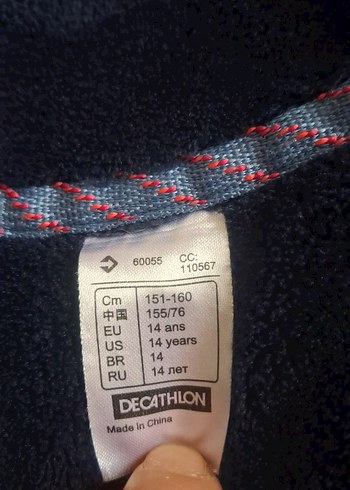 60055 CC:
110567
Cm 151-160
中国 155/76
EU 14 ans
US 14 years
BR 14
RU 14 лет
DECATHLON
Made in China